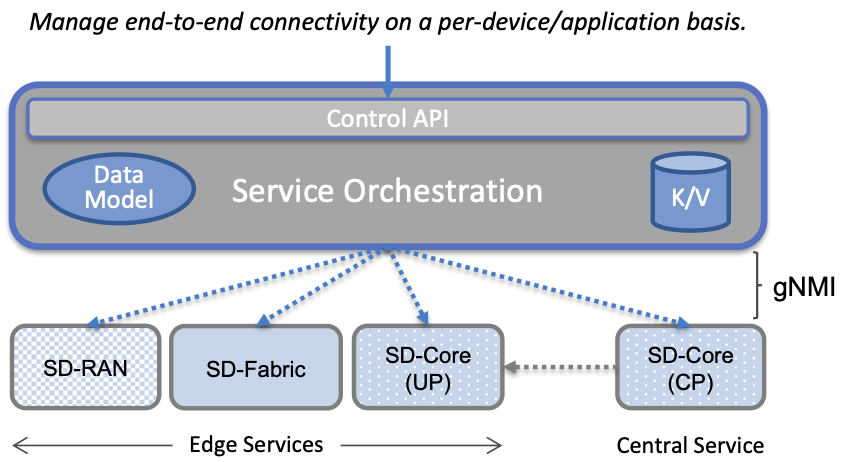 Manage end-to-end connectivity on a per-device/application basis.
Control API
Data
Model
Service Orchestration
K/V
gNMI
SD-RAN
SD-Fabric
SD-Core
(UP)
SD-Core
(CP)
Edge Services
Central Service